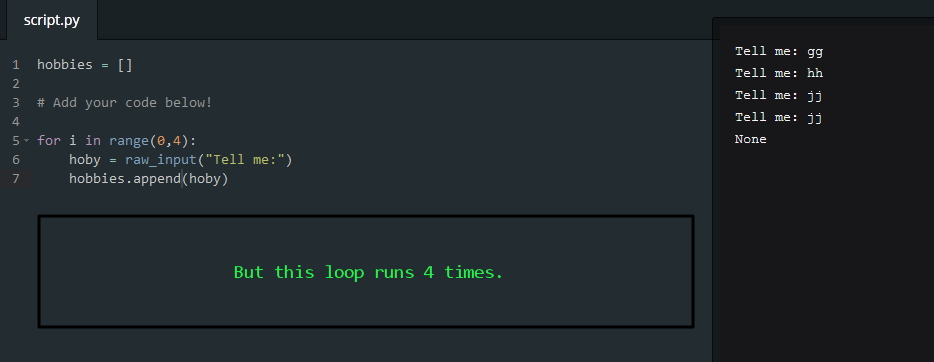 script.py
1 hobbies = []
2
3 # Add your code below!
4
5 for i in range(0,4):
6     hoby = raw_input("Tell me:")
7     hobbies.append(hoby)
But this loop runs 4 times.
Tell me: gg
Tell me: hh
Tell me: jj
Tell me: jj
None